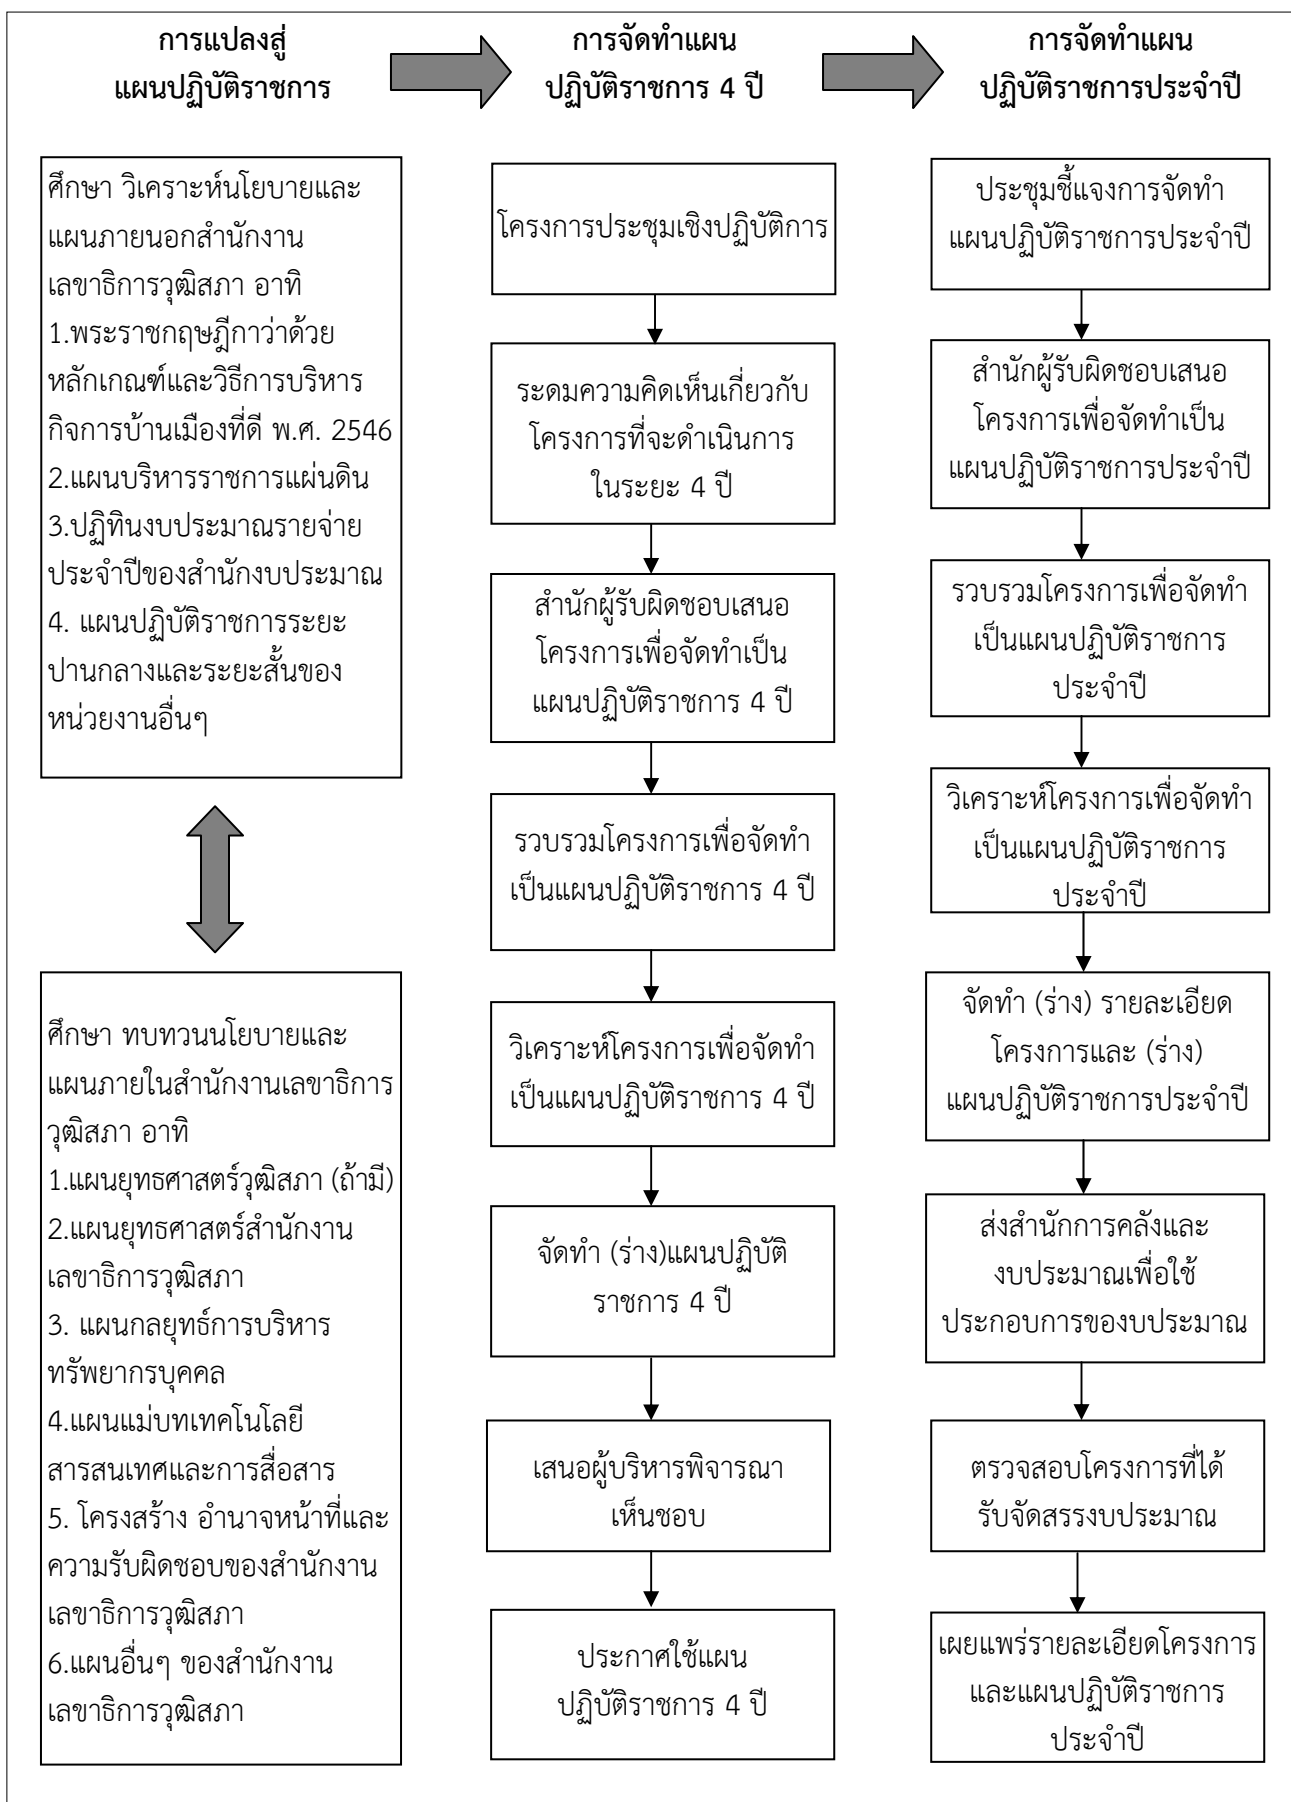 การแปลงสู่
แผนปฏิบัติราชการ
การจัดทำแผน
ปฏิบัติราชการ 4 ปี
การจัดทำแผน
ปฏิบัติราชการประจำปี
ศึกษา วิเคราะห์นโยบายและ
แผนภายนอกสำนักงาน
เลขาธิการวุฒิสภา อาทิ
1.พระราชกฤษฎีกาว่าด้วย
หลักเกณฑ์และวิธีการบริหาร
กิจการบ้านเมืองที่ดี พ.ศ. 2546
2.แผนบริหารราชการแผ่นดิน
3.ปฏิทินงบประมาณรายจ่าย
ประจำปีของสำนักงบประมาณ
4. แผนปฏิบัติราชการระยะ
ปานกลางและระยะสั้นของ
หน่วยงานอื่นๆ
ศึกษา ทบทวนนโยบายและ
แผนภายในสำนักงานเลขาธิการ
วุฒิสภา อาทิ
1.แผนยุทธศาสตร์วุฒิสภา (ถ้ามี)
2.แผนยุทธศาสตร์สำนักงาน
เลขาธิการวุฒิสภา
3. แผนกลยุทธ์การบริหาร
ทรัพยากรบุคคล
4.แผนแม่บทเทคโนโลยี
สารสนเทศและการสื่อสาร
5. โครงสร้าง อำนาจหน้าที่และ
ความรับผิดชอบของสำนักงาน
เลขาธิการวุฒิสภา
6.แผนอื่นๆ ของสำนักงาน
เลขาธิการวุฒิสภา
โครงการประชุมเชิงปฏิบัติการ
ระดมความคิดเห็นเกี่ยวกับ
โครงการที่จะดำเนินการ
ในระยะ 4 ปี
สำนักผู้รับผิดชอบเสนอ
โครงการเพื่อจัดทำเป็น
แผนปฏิบัติราชการ 4 ปี
รวบรวมโครงการเพื่อจัดทำ
เป็นแผนปฏิบัติราชการ 4 ปี
วิเคราะห์โครงการเพื่อจัดทำ
เป็นแผนปฏิบัติราชการ 4 ปี
จัดทำ (ร่าง)แผนปฏิบัติ
ราชการ 4 ปี
เสนอผู้บริหารพิจารณา
เห็นชอบ
ประกาศใช้แผน
ปฏิบัติราชการ 4 ปี
ประชุมชี้แจงการจัดทำ
แผนปฏิบัติราชการประจำปี
สำนักผู้รับผิดชอบเสนอ
โครงการเพื่อจัดทำเป็น
แผนปฏิบัติราชการประจำปี
รวบรวมโครงการเพื่อจัดทำ
เป็นแผนปฏิบัติราชการ
ประจำปี
วิเคราะห์โครงการเพื่อจัดทำ
เป็นแผนปฏิบัติราชการ
ประจำปี
จัดทำ (ร่าง) รายละเอียด
โครงการและ (ร่าง)
แผนปฏิบัติราชการประจำปี
ส่งสำนักการคลังและ
งบประมาณเพื่อใช้
ประกอบการของบประมาณ
ตรวจสอบโครงการที่ได้
รับจัดสรรงบประมาณ
เผยแพร่รายละเอียดโครงการ
และแผนปฏิบัติราชการ
ประจำปี